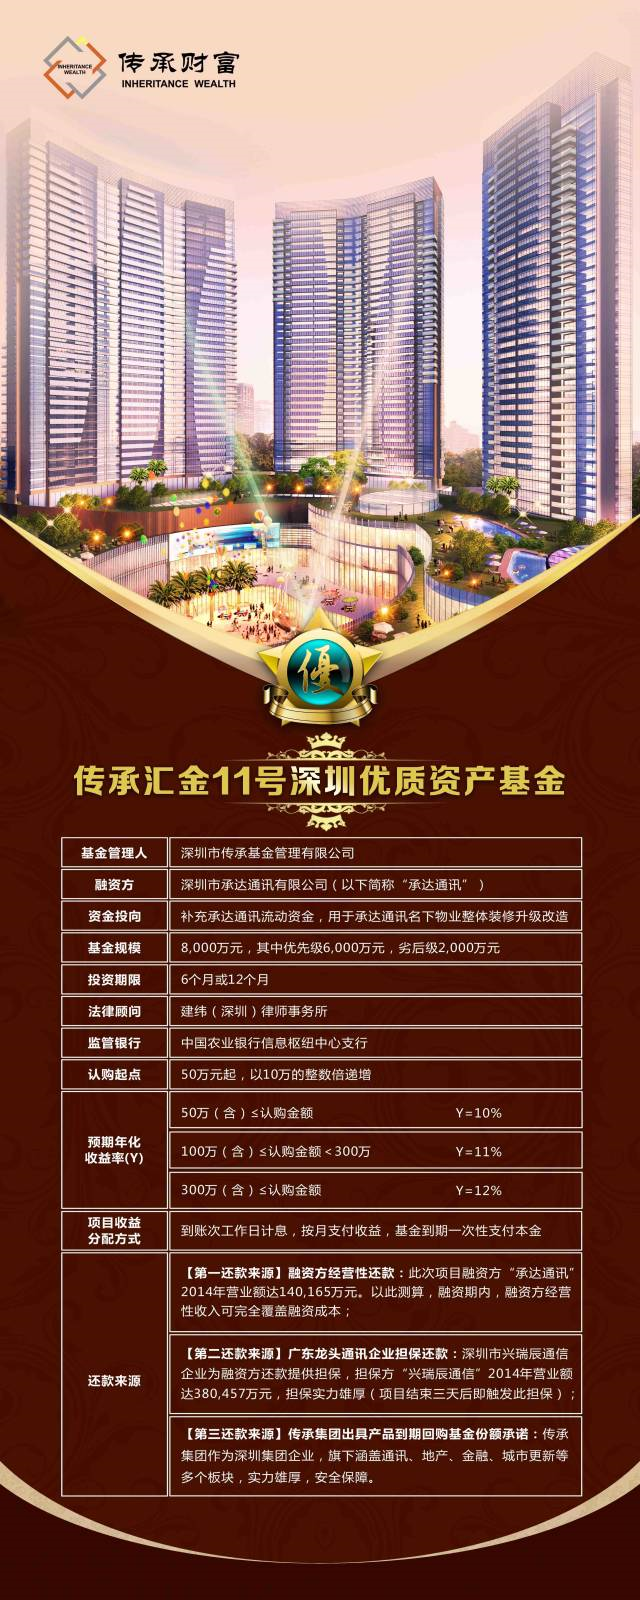 INHERITANCE
WEALTH
传承财富
INHERITANCE WEALTH
優
传承汇金11号深圳优质资产基金
基金管理人 深圳市传承基金管理有限公司
融资方 深圳市承达通讯有限公司（以下简称“承达通讯” ）
资金投向 补充承达通讯流动资金，用于承达通讯名下物业整体装修升级改造
基金规模 8,000万元，其中优先级6,000万元，劣后级2,000万元
投资期限 6个月或12个月
法律顾问 建纬（深圳）律师事务所
监管银行 中国农业银行信息枢纽中心支行
认购起点 50万元起，以10万的整数倍递增
预期年化
收益率(Y)
50万（含）≤认购金额 Y=10%
100万（含）≤认购金额＜300万 Y=11%
300万（含）≤认购金额 Y=12%
项目收益
分配方式
到账次工作日计息，按月支付收益，基金到期一次性支付本金
还款来源
【第一还款来源】融资方经营性还款：此次项目融资方“承达通讯”
2014年营业额达140,165万元。以此测算，融资期内，融资方经营
性收入可完全覆盖融资成本；
【第二还款来源】广东龙头通讯企业担保还款：深圳市兴瑞辰通信
企业为融资方还款提供担保，担保方“兴瑞辰通信”2014年营业额
达380,457万元，担保实力雄厚（项目结束三天后即触发此担保）；
【第三还款来源】传承集团出具产品到期回购基金份额承诺：传承
集团作为深圳集团企业，旗下涵盖通讯、地产、金融、城市更新等
多个板块，实力雄厚，安全保障。